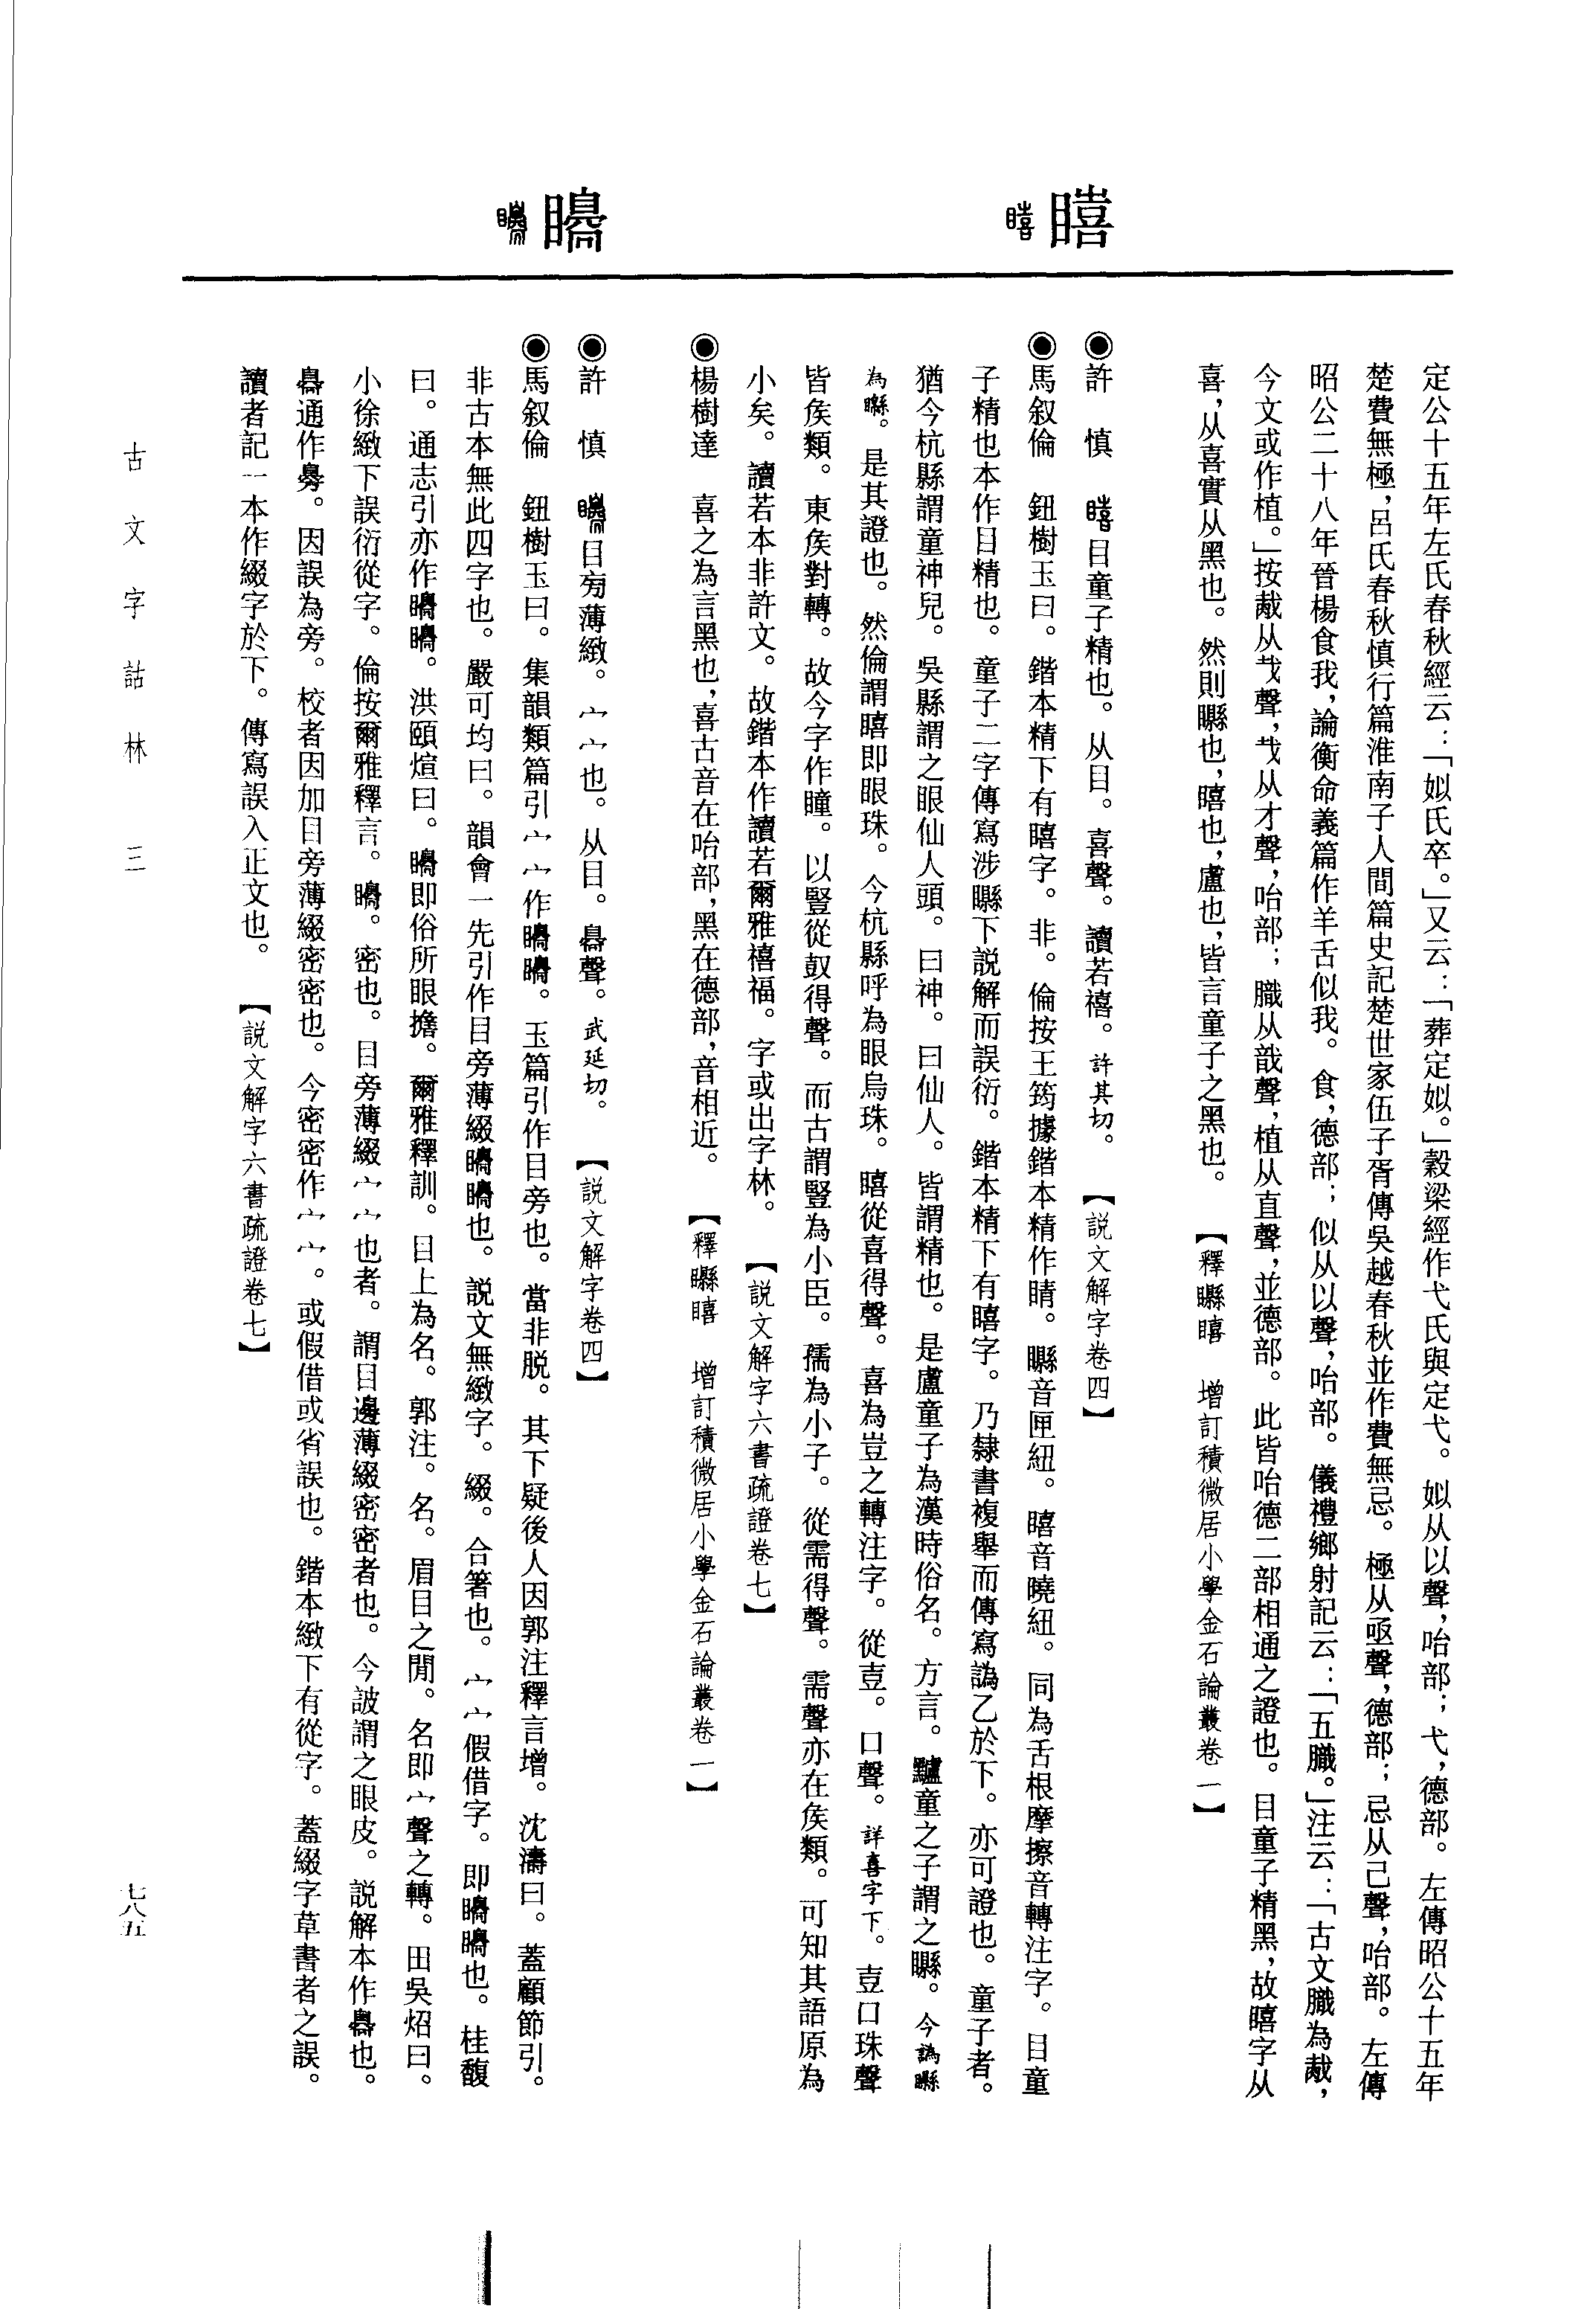 瞦
矊
定公十五年左氏春秋經云：「姒氏卒。」又云：「葬定姒。」穀梁經作弋氏與定弋。姒从以聲，咍部；弋，德部。左傳昭公十五年
楚費無極，呂氏春秋慎行篇淮南子人間篇史記楚世家伍子胥傳吳越春秋並作費無忌。極从亟聲，德部；忌从己聲，咍部。左傳
昭公二十八年晉楊食我，論衡命義篇作羊舌似我。食，德部；似从以聲，咍部。儀禮鄉射記云：「五膱。」注云：「古文膱為胾，
今文或作植。」按胾从𢦏聲，𢦏从才聲，咍部；膱从戠聲，植从直聲，並德部。此皆咍德二部相通之證也。目童子精黑，故瞦字从
喜，从喜實从黑也。然則縣也，瞦也，盧也，皆言童子之黑也。【釋矊瞦　增訂積微居小學金石論叢卷一】
◉許　慎　瞦目童子精也。从目。喜聲。讀若禧。許其切。【説文解字卷四】
◉馬叙倫　鈕樹玉曰。鍇本精下有瞦字。非。倫按王筠據鍇本精作睛。矊音匣紐。瞦音曉紐。同為舌根摩擦音轉注字。目童
子精也本作目精也。童子二字傳寫涉矊下説解而誤衍。鍇本精下有瞦字。乃隸書複舉而傳寫譌乙於下。亦可證也。童子者。
猶今杭縣謂童神兒。吳縣謂之眼仙人頭。曰神。曰仙人。皆謂精也。是盧童子為漢時俗名。方言。驢童之子謂之矊。今譌矊
為矊。是其證也。然倫謂瞦即眼珠。今杭縣呼為眼烏珠。瞦從喜得聲。喜為豈之轉注字。從壴。口聲。詳喜字下。壴口珠聲
皆矦類。東矦對轉。故今字作瞳。以豎從臤得聲。而古謂豎為小臣。孺為小子。從需得聲。需聲亦在矦類。可知其語原為
小矣。讀若本非許文。故鍇本作讀若爾雅禧福。字或出字林。【説文解字六書疏證卷七】
◉楊樹達　喜之為言黑也，喜古音在咍部，黑在德部，音相近。【釋矊瞦　增訂積微居小學金石論叢卷一】
◉許　慎　矏目旁薄緻。宀宀也。从目。𦤝聲。武延切。【説文解字卷四】
◉馬叙倫　鈕樹玉曰。集韻類篇引宀宀作矏矏。玉篇引作目旁也。當非脱。其下疑後人因郭注釋言增。沈濤曰。蓋顧節引。
非古本無此四字也。嚴可均曰。韻會一先引作目旁薄綴矏矏也。説文無緻字。綴。合箸也。宀宀假借字。即矏矏也。桂馥
曰。通志引亦作矏矏。洪頤煊曰。矏即俗所眼擔。爾雅釋訓。目上為名。郭注。名。眉目之閒。名即宀聲之轉。田吳炤曰。
小徐緻下誤衍從字。倫按爾雅釋言。矏。密也。目旁薄綴宀宀也者。謂目邊薄綴密密者也。今詖謂之眼皮。説解本作𦤝也。
𦤝通作臱。因誤為旁。校者因加目旁薄綴密密也。今密密作宀宀。或假借或省誤也。鍇本緻下有從字。蓋綴字草書者之誤。
讀者記一本作綴字於下。傳寫誤入正文也。【説文解字六書疏證卷七】
古文字詁林　三
七八五